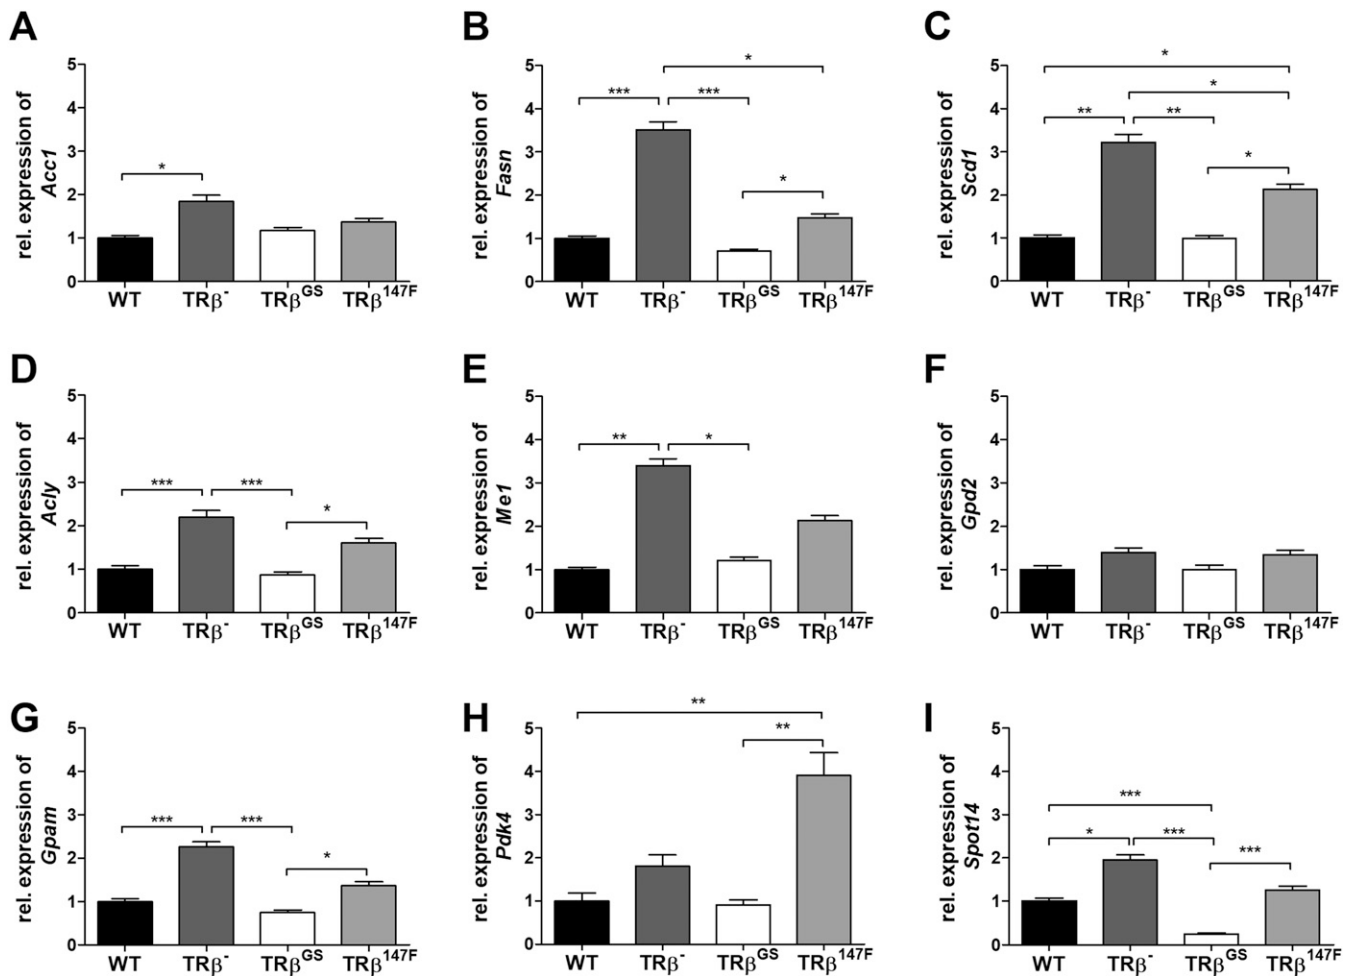 A
rel. expression of
Acc1
5
4
3
2
1
0
*
WT
TRβ⁻
TRβᴳˢ
TRβ¹⁴⁷ᶠ
B
rel. expression of
Fasn
5
4
3
2
1
0
*
*** ***
*
WT
TRβ⁻
TRβᴳˢ
TRβ¹⁴⁷ᶠ
C
rel. expression of
Scd1
5
4
3
2
1
0
*
*
** **
*
WT
TRβ⁻
TRβᴳˢ
TRβ¹⁴⁷ᶠ
D
rel. expression of
Acly
5
4
3
2
1
0
*** ***
*
WT
TRβ⁻
TRβᴳˢ
TRβ¹⁴⁷ᶠ
E
rel. expression of
Me1
5
4
3
2
1
0
** *
WT
TRβ⁻
TRβᴳˢ
TRβ¹⁴⁷ᶠ
F
rel. expression of
Gpd2
5
4
3
2
1
0
WT
TRβ⁻
TRβᴳˢ
TRβ¹⁴⁷ᶠ
G
rel. expression of
Gpam
5
4
3
2
1
0
*** ***
*
WT
TRβ⁻
TRβᴳˢ
TRβ¹⁴⁷ᶠ
H
rel. expression of
Pdk4
5
4
3
2
1
0
**
**
WT
TRβ⁻
TRβᴳˢ
TRβ¹⁴⁷ᶠ
I
rel. expression of
Spot14
5
4
3
2
1
0
***
* ***
***
WT
TRβ⁻
TRβᴳˢ
TRβ¹⁴⁷ᶠ